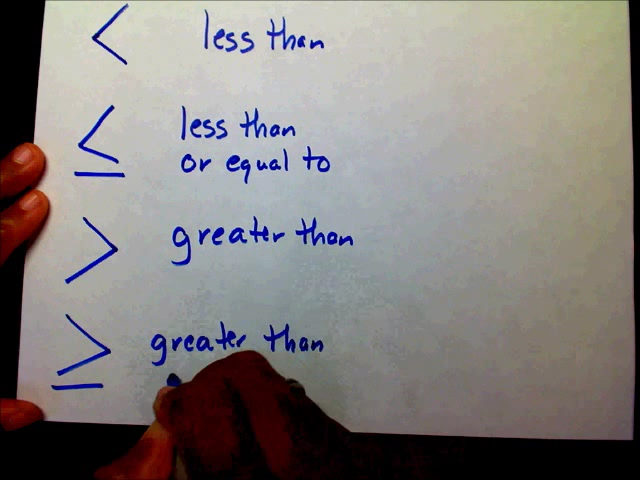 < less than
≤ less than
or equal to
> greater than
≥ greater than